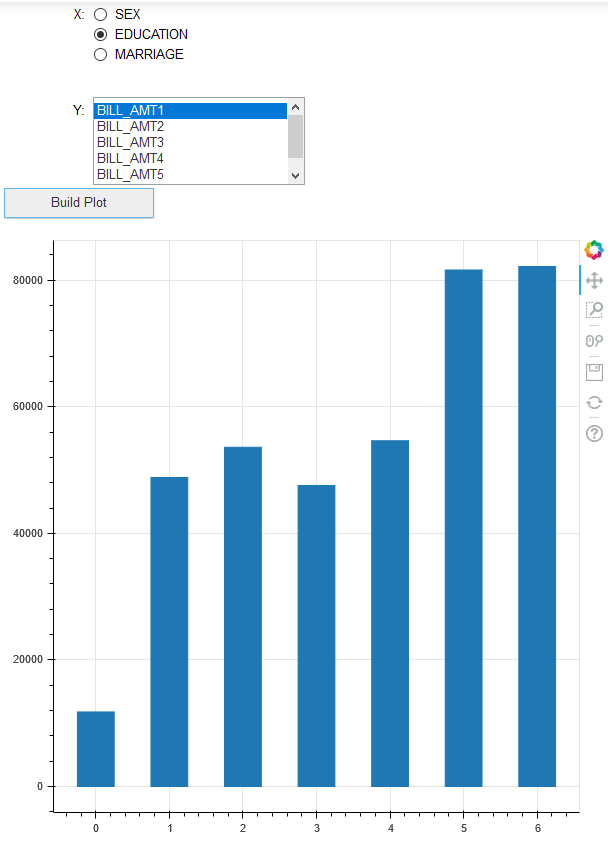 X: SEX
EDUCATION
MARRIAGE
Y: BILL_AMT1
BILL_AMT2
BILL_AMT3
BILL_AMT4
BILL_AMT5
Build Plot
80000
60000
40000
20000
0
0 1 2 3 4 5 6